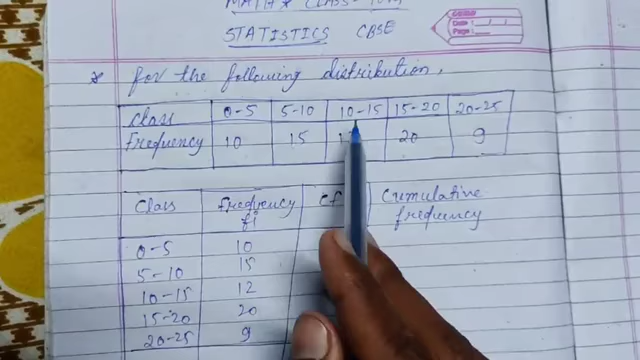 STATISTICS CBSE
Date : / /
Page :
* For the following distribution,
Class 0-5 5-10 10-15 15-20 20-25
Frequency 10 15 20 9
Class Frequency fi cf Cumulative frequency
0-5 10
5-10 15
10-15 12
15-20 20
20-25 9